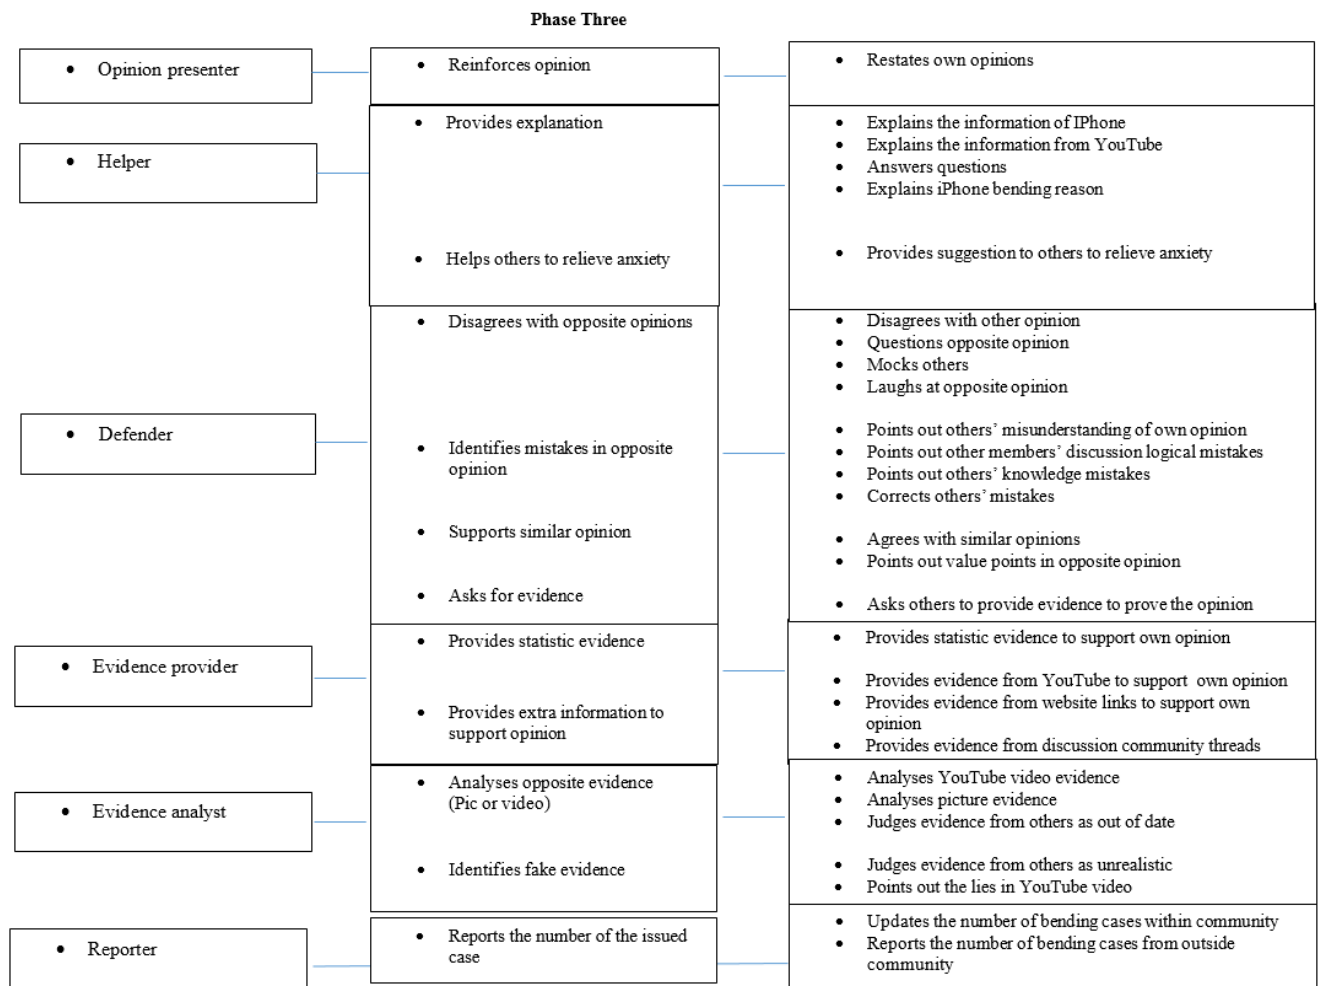 Phase Three
• Opinion presenter
• Reinforces opinion
• Restates own opinions
• Helper
• Provides explanation
• Helps others to relieve anxiety
• Explains the information of IPhone
• Explains the information from YouTube
• Answers questions
• Explains iPhone bending reason
• Provides suggestion to others to relieve anxiety
• Defender
• Disagrees with opposite opinions
• Identifies mistakes in opposite
opinion
• Supports similar opinion
• Asks for evidence
• Disagrees with other opinion
• Questions opposite opinion
• Mocks others
• Laughs at opposite opinion
• Points out others’ misunderstanding of own opinion
• Points out other members’ discussion logical mistakes
• Points out others’ knowledge mistakes
• Corrects others’ mistakes
• Agrees with similar opinions
• Points out value points in opposite opinion
• Asks others to provide evidence to prove the opinion
• Evidence provider
• Provides statistic evidence
• Provides extra information to
support opinion
• Provides statistic evidence to support own opinion
• Provides evidence from YouTube to support own opinion
• Provides evidence from website links to support own
opinion
• Provides evidence from discussion community threads
• Evidence analyst
• Analyses opposite evidence
(Pic or video)
• Identifies fake evidence
• Analyses YouTube video evidence
• Analyses picture evidence
• Judges evidence from others as out of date
• Judges evidence from others as unrealistic
• Points out the lies in YouTube video
• Reporter
• Reports the number of the issued
case
• Updates the number of bending cases within community
• Reports the number of bending cases from outside
community